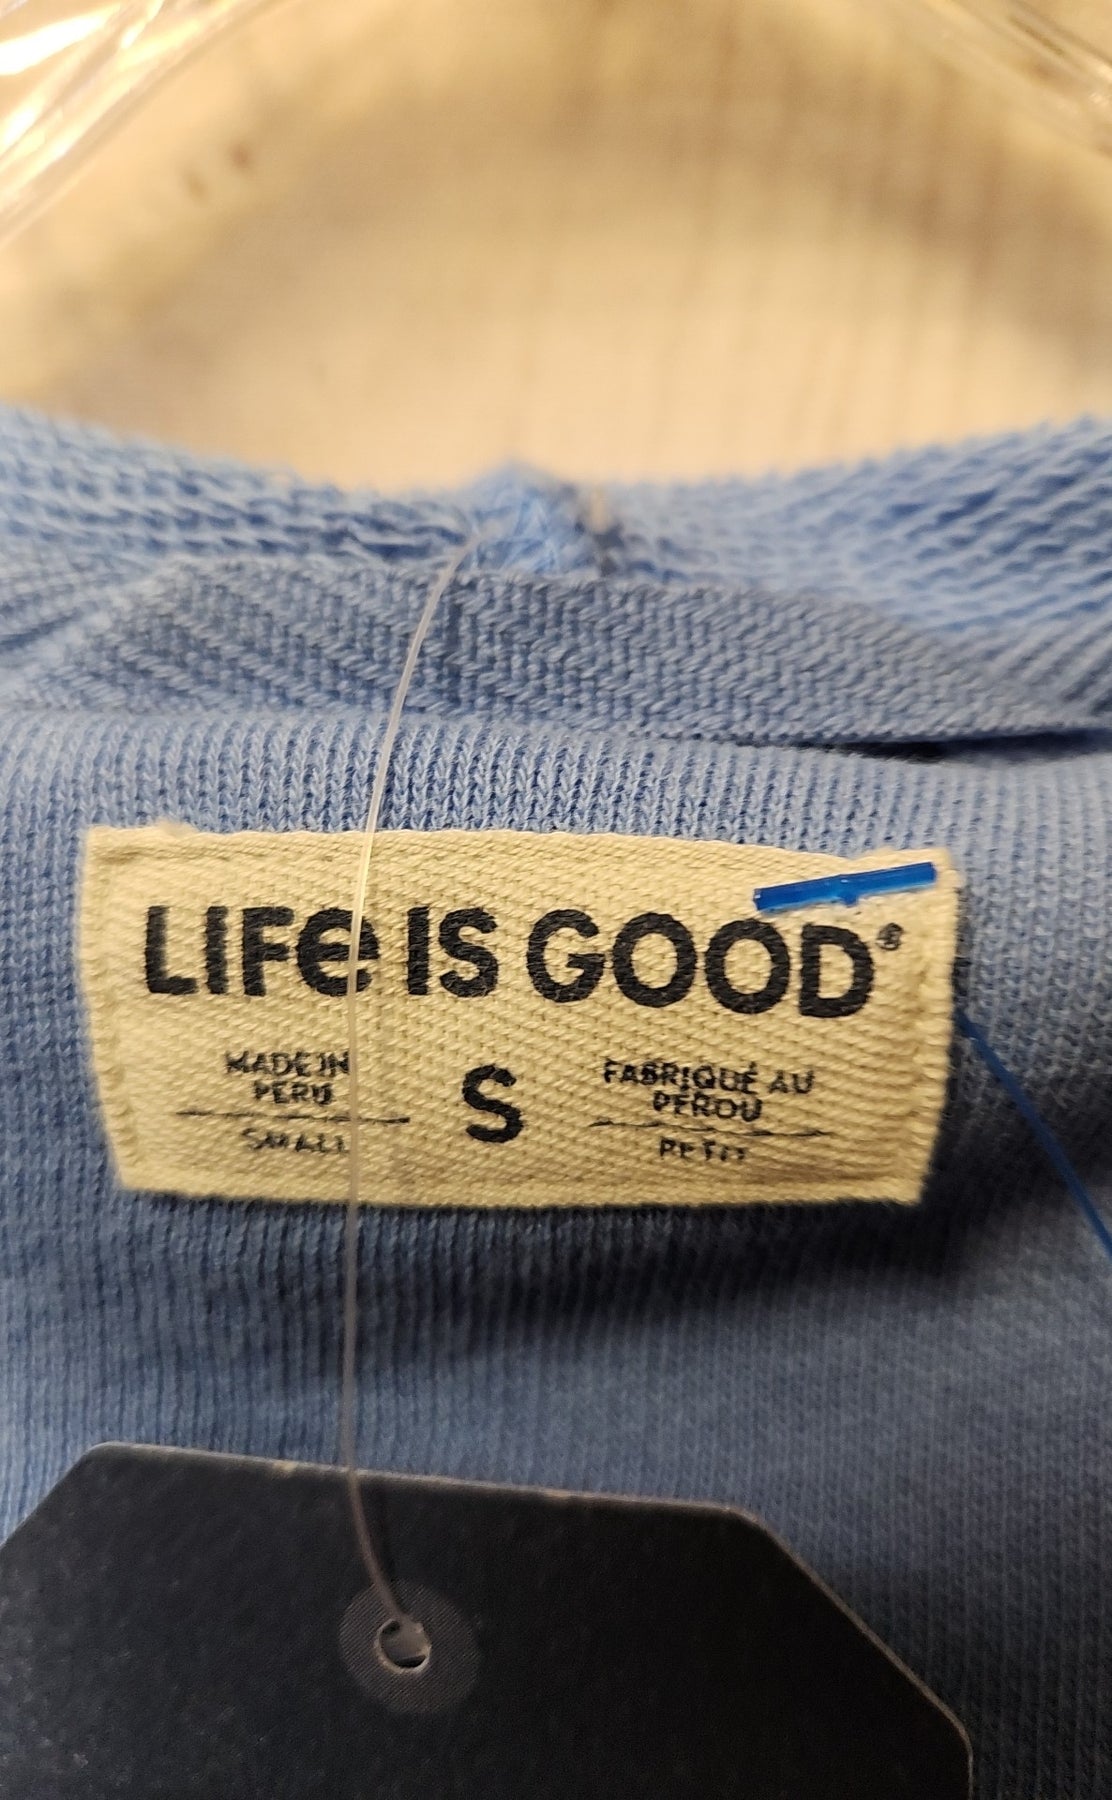 LIFe IS GOOD®
MADE IN
PERU
SMALL
S
FABRIQUÉ AU
PÉROU
PETIT